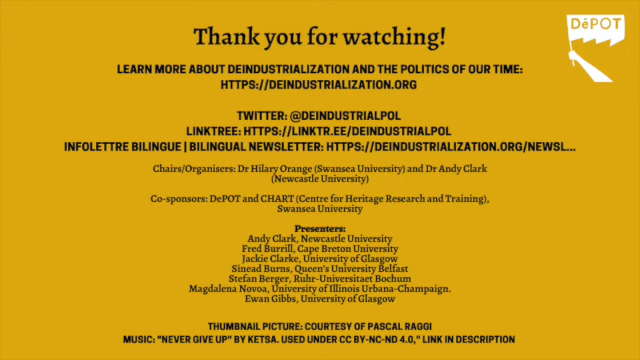 DéPOT
Thank you for watching!
LEARN MORE ABOUT DEINDUSTRIALIZATION AND THE POLITICS OF OUR TIME:
HTTPS://DEINDUSTRIALIZATION.ORG
TWITTER: @DEINDUSTRIALPOL
LINKTREE: HTTPS://LINKTR.EE/DEINDUSTRIALPOL
INFOLETTRE BILINGUE | BILINGUAL NEWSLETTER: HTTPS://DEINDUSTRIALIZATION.ORG/NEWSL...
Chairs/Organisers: Dr Hilary Orange (Swansea University) and Dr Andy Clark
(Newcastle University)
Co-sponsors: DePOT and CHART (Centre for Heritage Research and Training),
Swansea University
Presenters:
Andy Clark, Newcastle University
Fred Burrill, Cape Breton University
Jackie Clarke, University of Glasgow
Sinead Burns, Queen's University Belfast
Stefan Berger, Ruhr-Universitaet Bochum
Magdalena Novoa, University of Illinois Urbana-Champaign.
Ewan Gibbs, University of Glasgow
THUMBNAIL PICTURE: COURTESY OF PASCAL RAGGI
MUSIC: "NEVER GIVE UP" BY KETSA. USED UNDER CC BY-NC-ND 4.0," LINK IN DESCRIPTION